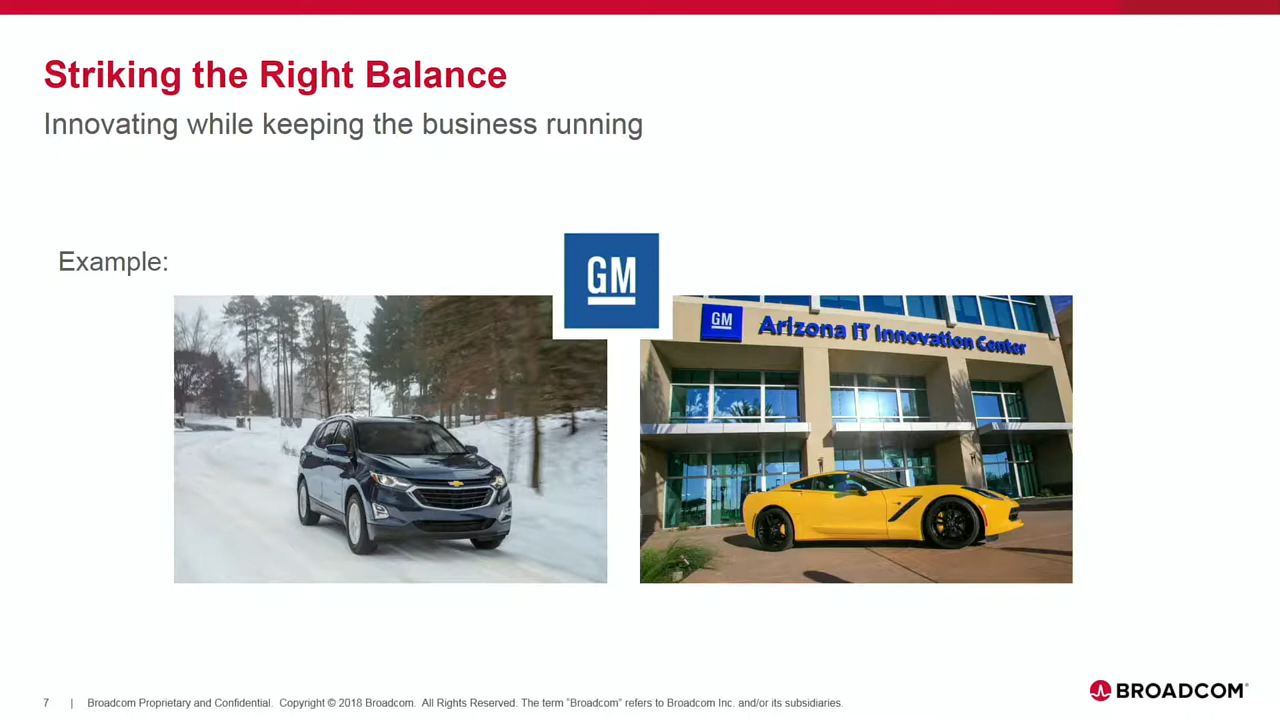 Striking the Right Balance
Innovating while keeping the business running
Example:
GM
GM Arizona IT Innovation Center
7 | Broadcom Proprietary and Confidential. Copyright © 2018 Broadcom. All Rights Reserved. The term “Broadcom” refers to Broadcom Inc. and/or its subsidiaries.
BROADCOM®